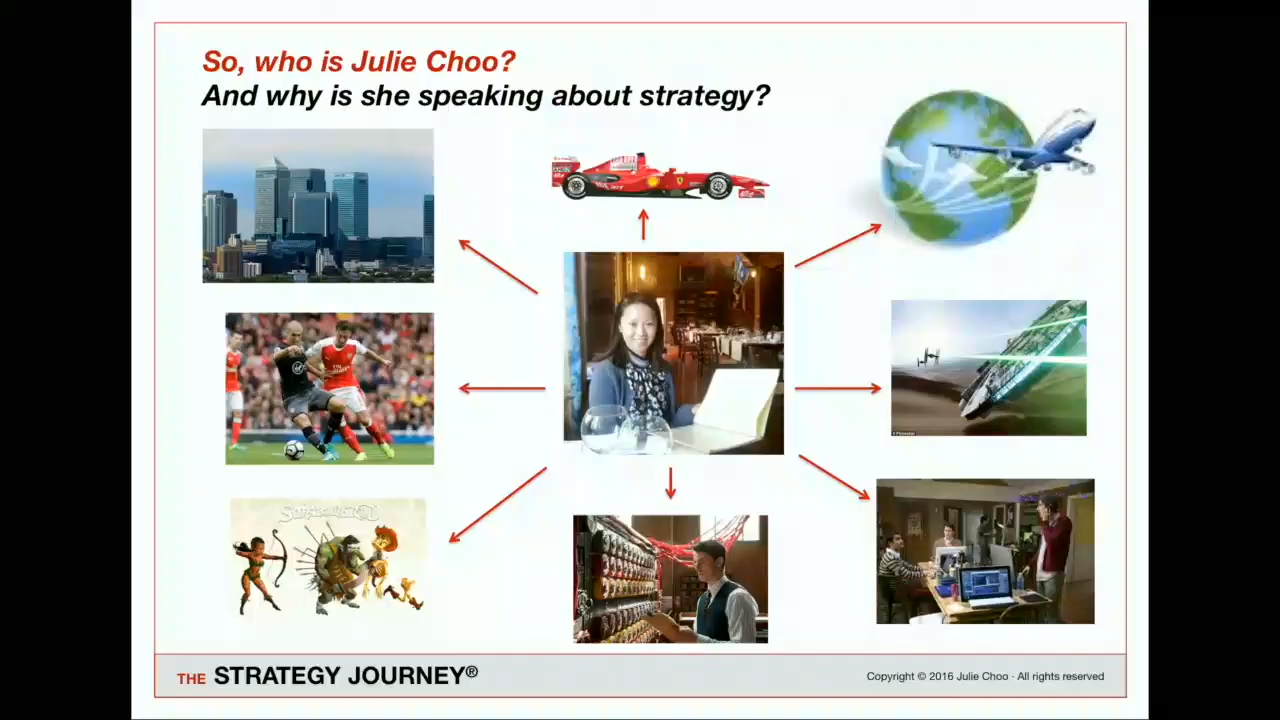 So, who is Julie Choo?
And why is she speaking about strategy?
THE STRATEGY JOURNEY®
Copyright © 2016 Julie Choo · All rights reserved